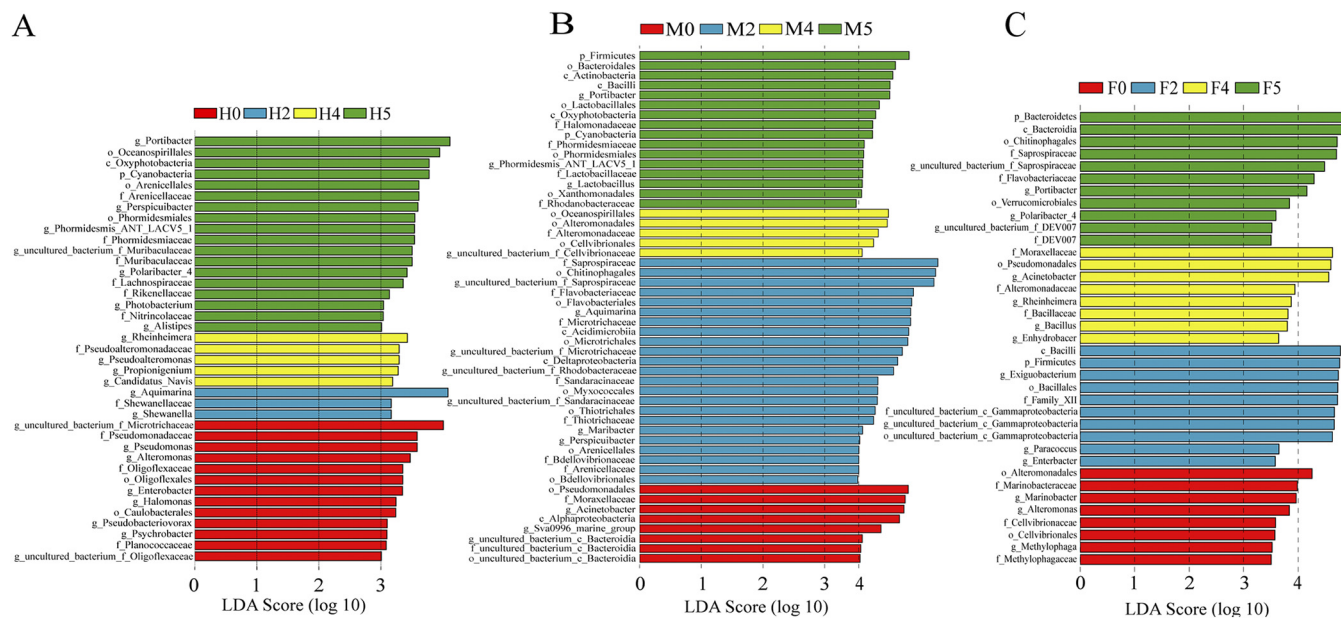 A
H0 H2 H4 H5
g_Portibacter
o_Oceanospirillales
c_Oxyphotobacteria
p_Cyanobacteria
o_Arenicellales
f_Arenicellaceae
g_Perspicuibacter
o_Phormidesmiales
g_Phormidesmis_ANT_LACV5_1
f_Phormidesmiaceae
g_uncultured_bacterium_f_Muribaculaceae
f_Muribaculaceae
g_Polaribacter_4
f_Lachnospiraceae
f_Rikenellaceae
g_Photobacterium
f_Nitrincolaceae
g_Alistipes
g_Rheinheimera
f_Pseudoalteromonadaceae
g_Pseudoalteromonas
g_Propionigenium
g_Candidatus_Navis
g_Aquimarina
f_Shewanellaceae
g_Shewanella
g_uncultured_bacterium_f_Microtrichaceae
f_Pseudomonadaceae
g_Pseudomonas
g_Alteromonas
f_Oligoflexaceae
o_Oligoflexales
g_Enterobacter
g_Halomonas
o_Caulobacterales
g_Pseudobacteriovorax
g_Psychrobacter
f_Planococcaceae
g_uncultured_bacterium_f_Oligoflexaceae
0 1 2 3
LDA Score (log 10)
B
M0 M2 M4 M5
p_Firmicutes
o_Bacteroidales
c_Actinobacteria
c_Bacilli
g_Portibacter
o_Lactobacillales
c_Oxyphotobacteria
f_Halomonadaceae
p_Cyanobacteria
f_Phormidesmiaceae
o_Phormidesmiales
g_Phormidesmis_ANT_LACV5_1
f_Lactobacillaceae
g_Lactobacillus
o_Xanthomonadales
f_Rhodanobacteraceae
o_Oceanospirillales
o_Alteromonadales
f_Alteromonadaceae
o_Cellvibrionales
g_uncultured_bacterium_f_Cellvibrionaceae
f_Saprospiraceae
o_Chitinophagales
g_uncultured_bacterium_f_Saprospiraceae
f_Flavobacteriaceae
o_Flavobacteriales
g_Aquimarina
f_Microtrichaceae
c_Acidimicrobiia
o_Microtrichales
g_uncultured_bacterium_f_Microtrichaceae
c_Deltaproteobacteria
g_uncultured_bacterium_f_Rhodobacteraceae
f_Sandaracinaceae
o_Myxococcales
g_uncultured_bacterium_f_Sandaracinaceae
o_Thiotrichales
f_Thiotrichaceae
g_Maribacter
g_Perspicuibacter
o_Arenicellales
f_Bdellovibrionaceae
f_Arenicellaceae
o_Bdellovibrionales
o_Pseudomonadales
f_Moraxellaceae
g_Acinetobacter
c_Alphaproteobacteria
g_Sva0996_marine_group
g_uncultured_bacterium_c_Bacteroidia
f_uncultured_bacterium_c_Bacteroidia
o_uncultured_bacterium_c_Bacteroidia
0 1 2 3 4
LDA Score (log 10)
C
F0 F2 F4 F5
p_Bacteroidetes
c_Bacteroidia
o_Chitinophagales
f_Saprospiraceae
g_uncultured_bacterium_f_Saprospiraceae
f_Flavobacteriaceae
g_Portibacter
o_Verrucomicrobiales
g_Polaribacter_4
g_uncultured_bacterium_f_DEV007
f_DEV007
f_Moraxellaceae
o_Pseudomonadales
g_Acinetobacter
f_Alteromonadaceae
g_Rheinheimera
f_Bacillaceae
g_Bacillus
g_Enhydrobacer
c_Bacilli
p_Firmicutes
g_Exiguobacterium
o_Bacillales
f_Family_XII
f_uncultured_bacterium_c_Gammaproteobacteria
g_uncultured_bacterium_c_Gammaproteobacteria
o_uncultured_bacterium_c_Gammaproteobacteria
g_Paracoccus
g_Enterbacter
o_Alteromonadales
f_Marinobacteraceae
g_Marinobacter
g_Alteromonas
f_Cellvibrionaceae
o_Cellvibrionales
g_Methylophaga
f_Methylophagaceae
0 1 2 3 4
LDA Score (log 10)